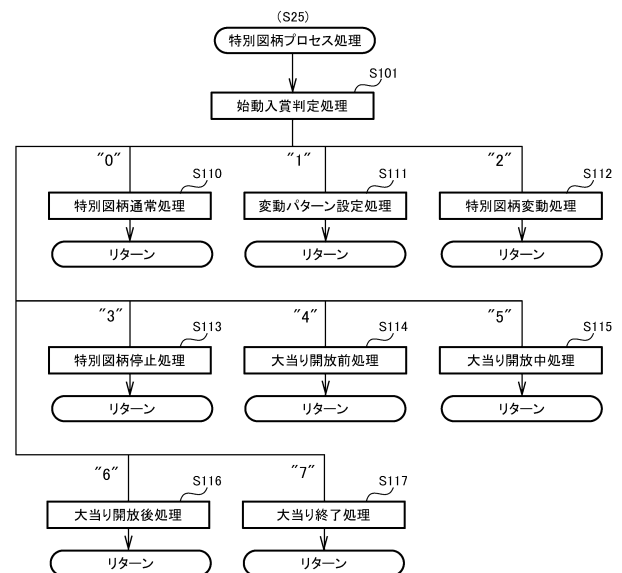 (S25)
特別図柄プロセス処理
S101
始動入賞判定処理
"0"
"1"
"2"
S110
S111
S112
特別図柄通常処理
変動パターン設定処理
特別図柄変動処理
リターン
リターン
リターン
"3"
"4"
"5"
S113
S114
S115
特別図柄停止処理
大当り開放前処理
大当り開放中処理
リターン
リターン
リターン
"6"
"7"
S116
S117
大当り開放後処理
大当り終了処理
リターン
リターン